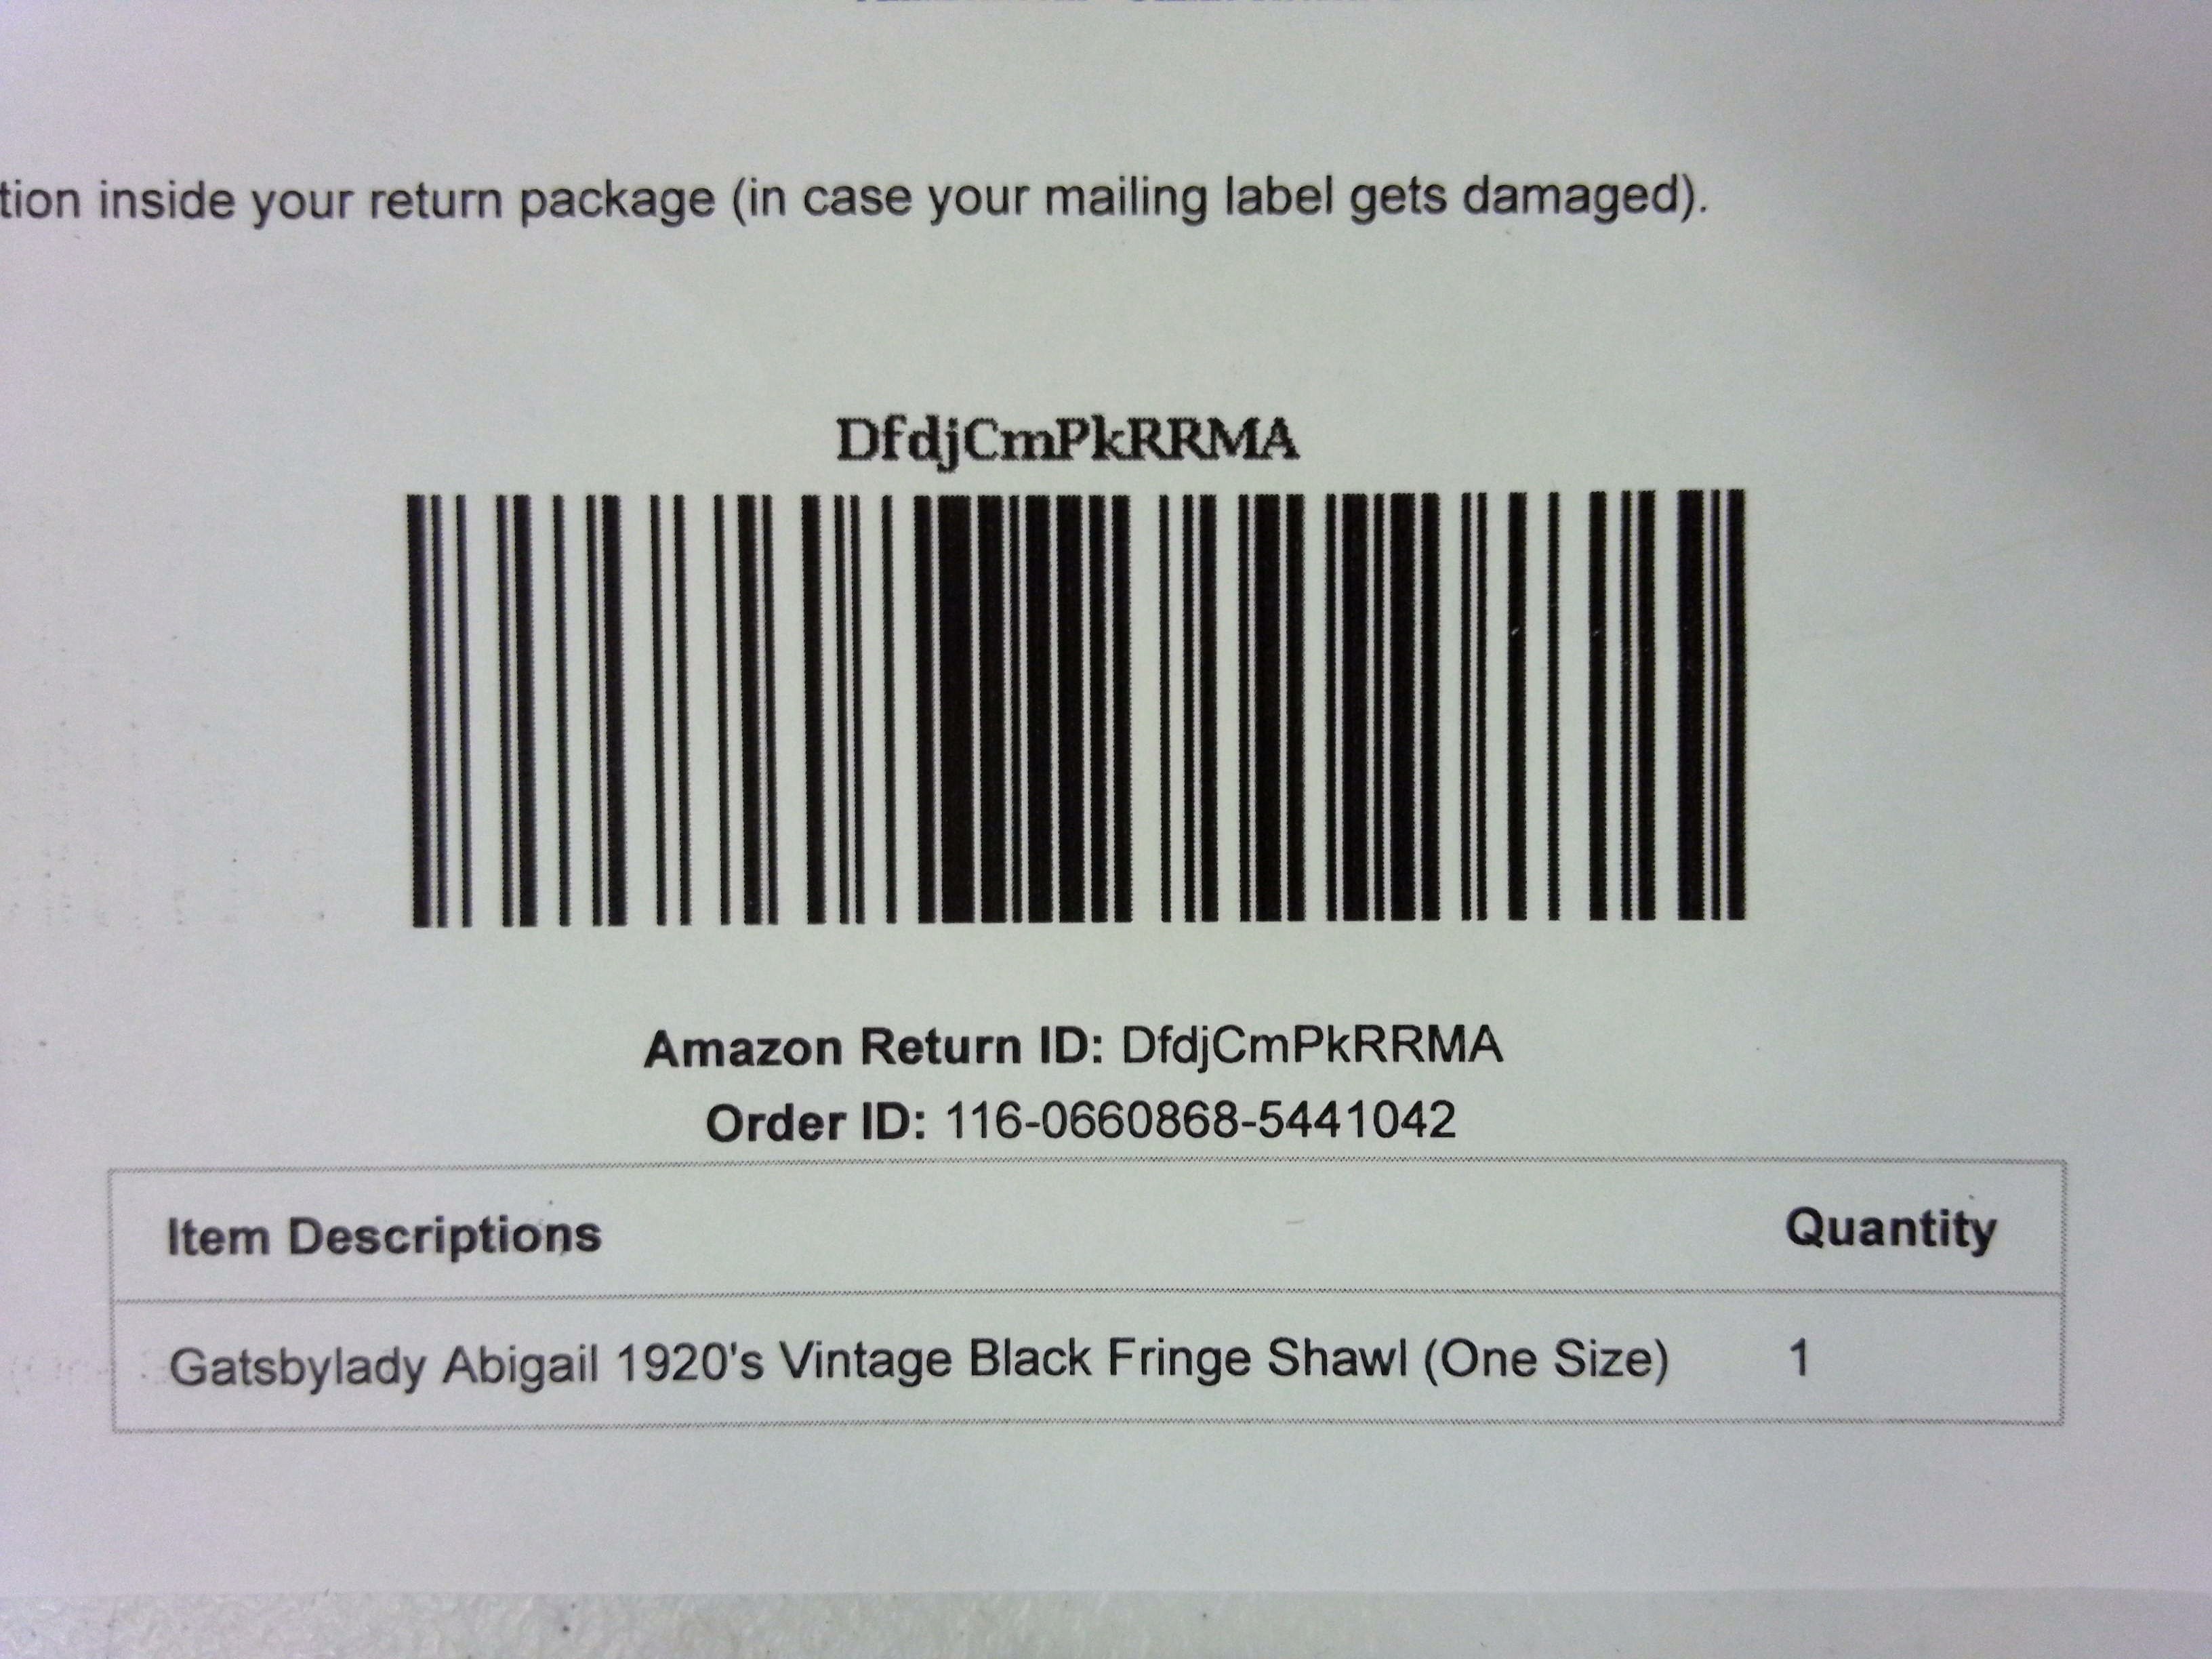 tion inside your return package (in case your mailing label gets damaged).
DfdjCmPkRRMA
Amazon Return ID: DfdjCmPkRRMA
Order ID: 116-0660868-5441042
Item Descriptions Quantity
Gatsbylady Abigail 1920's Vintage Black Fringe Shawl (One Size) 1